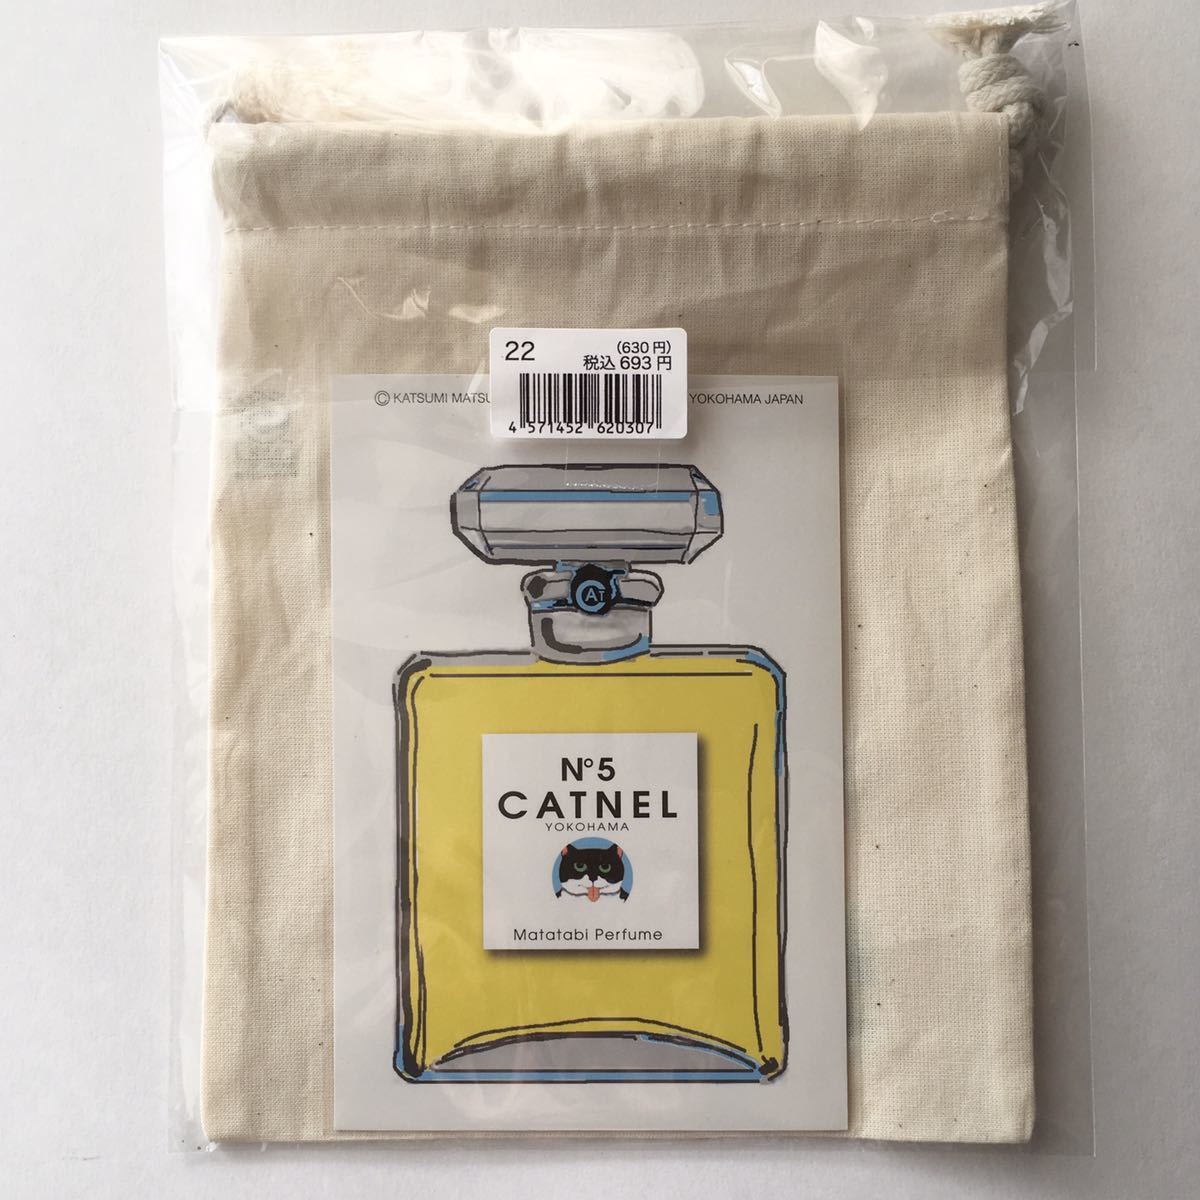 22
(630円)
税込 693円
4 571452 620307
© KATSUMI MATSU
YOKOHAMA JAPAN
CAT
N°5
CATNEL
YOKOHAMA
Matatabi Perfume